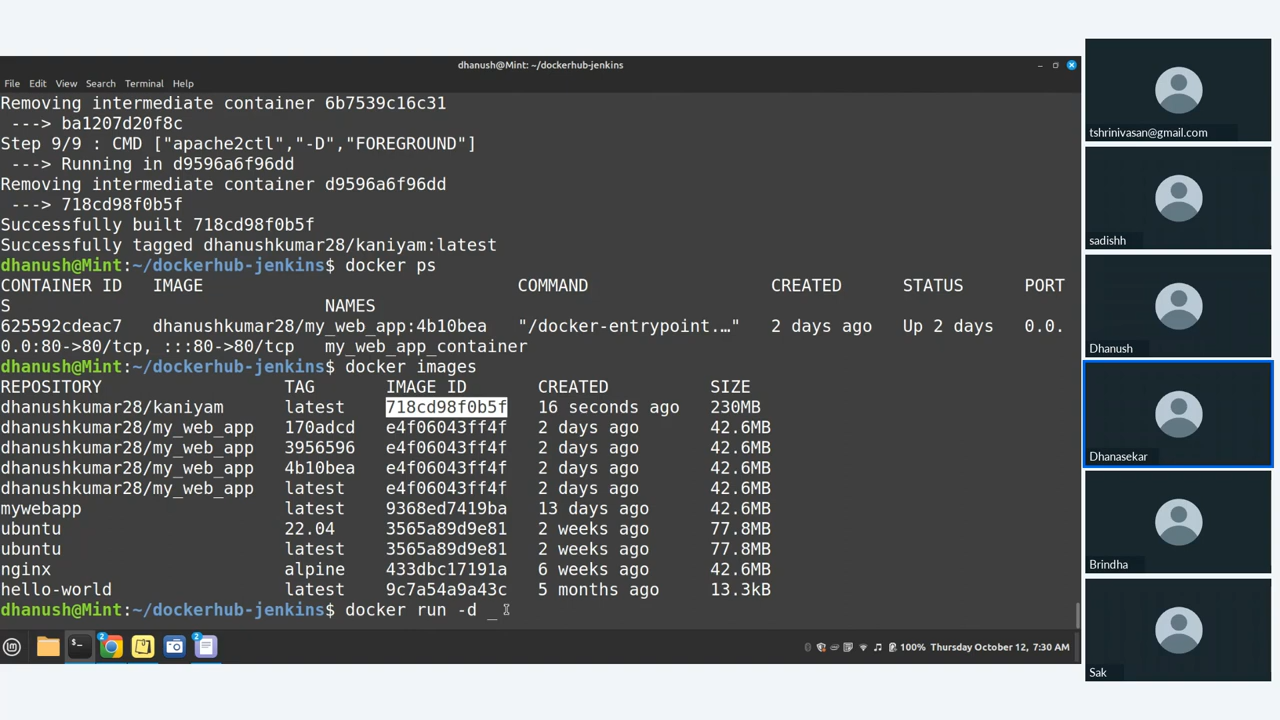 dhanush@Mint: ~/dockerhub-jenkins
File Edit View Search Terminal Help
Removing intermediate container 6b7539c16c31
---> ba1207d20f8c
Step 9/9 : CMD ["apache2ctl","-D","FOREGROUND"]
---> Running in d9596a6f96dd
Removing intermediate container d9596a6f96dd
---> 718cd98f0b5f
Successfully built 718cd98f0b5f
Successfully tagged dhanushkumar28/kaniyam:latest
dhanush@Mint:~/dockerhub-jenkins$ docker ps
CONTAINER ID IMAGE COMMAND CREATED STATUS PORT
S NAMES
625592cdeac7 dhanushkumar28/my_web_app:4b10bea "/docker-entrypoint.…" 2 days ago Up 2 days 0.0.
0.0:80->80/tcp, :::80->80/tcp my_web_app_container
dhanush@Mint:~/dockerhub-jenkins$ docker images
REPOSITORY TAG IMAGE ID CREATED SIZE
dhanushkumar28/kaniyam latest 718cd98f0b5f 16 seconds ago 230MB
dhanushkumar28/my_web_app 170adcd e4f06043ff4f 2 days ago 42.6MB
dhanushkumar28/my_web_app 3956596 e4f06043ff4f 2 days ago 42.6MB
dhanushkumar28/my_web_app 4b10bea e4f06043ff4f 2 days ago 42.6MB
dhanushkumar28/my_web_app latest e4f06043ff4f 2 days ago 42.6MB
mywebapp latest 9368ed7419ba 13 days ago 42.6MB
ubuntu 22.04 3565a89d9e81 2 weeks ago 77.8MB
ubuntu latest 3565a89d9e81 2 weeks ago 77.8MB
nginx alpine 433dbc17191a 6 weeks ago 42.6MB
hello-world latest 9c7a54a9a43c 5 months ago 13.3kB
dhanush@Mint:~/dockerhub-jenkins$ docker run -d _
2 2 100% Thursday October 12, 7:30 AM
tshrinivasan@gmail.com
sadishh
Dhanush
Dhanasekar
Brindha
Sak